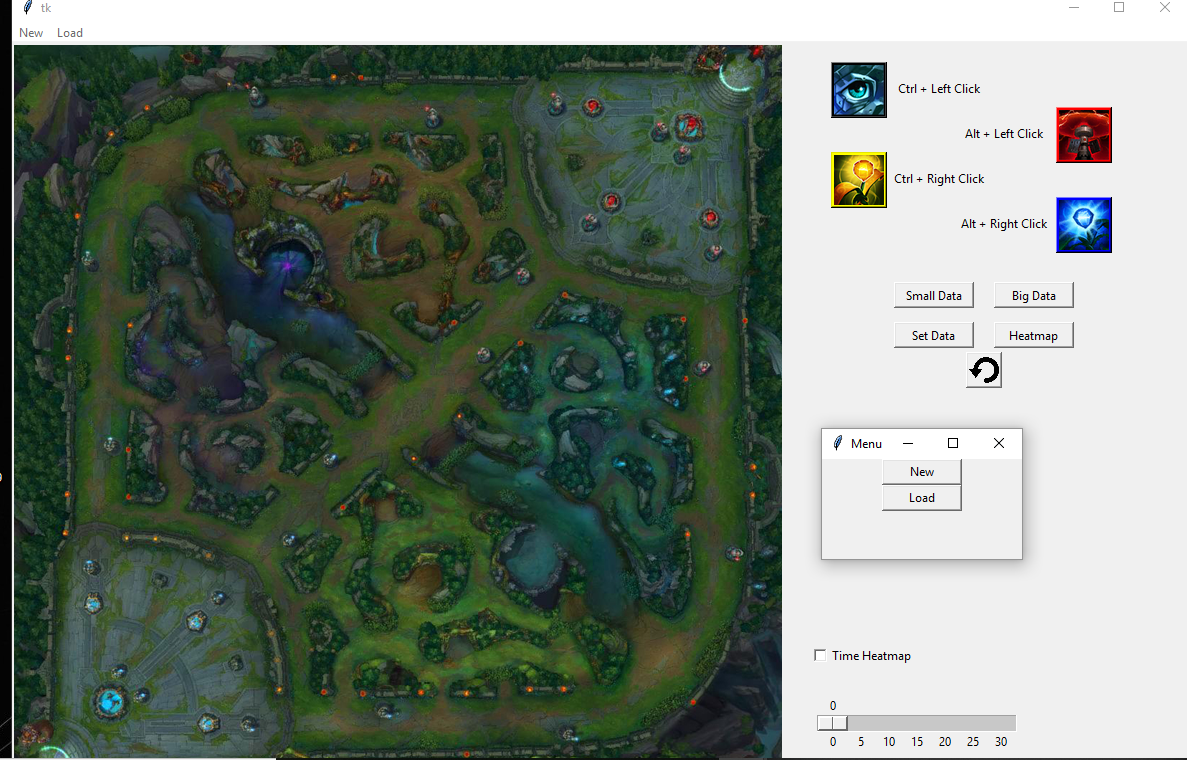 tk
New Load
Ctrl + Left Click
Alt + Left Click
Ctrl + Right Click
Alt + Right Click
Small Data Big Data
Set Data Heatmap
Menu
New
Load
Time Heatmap
0
0 5 10 15 20 25 30